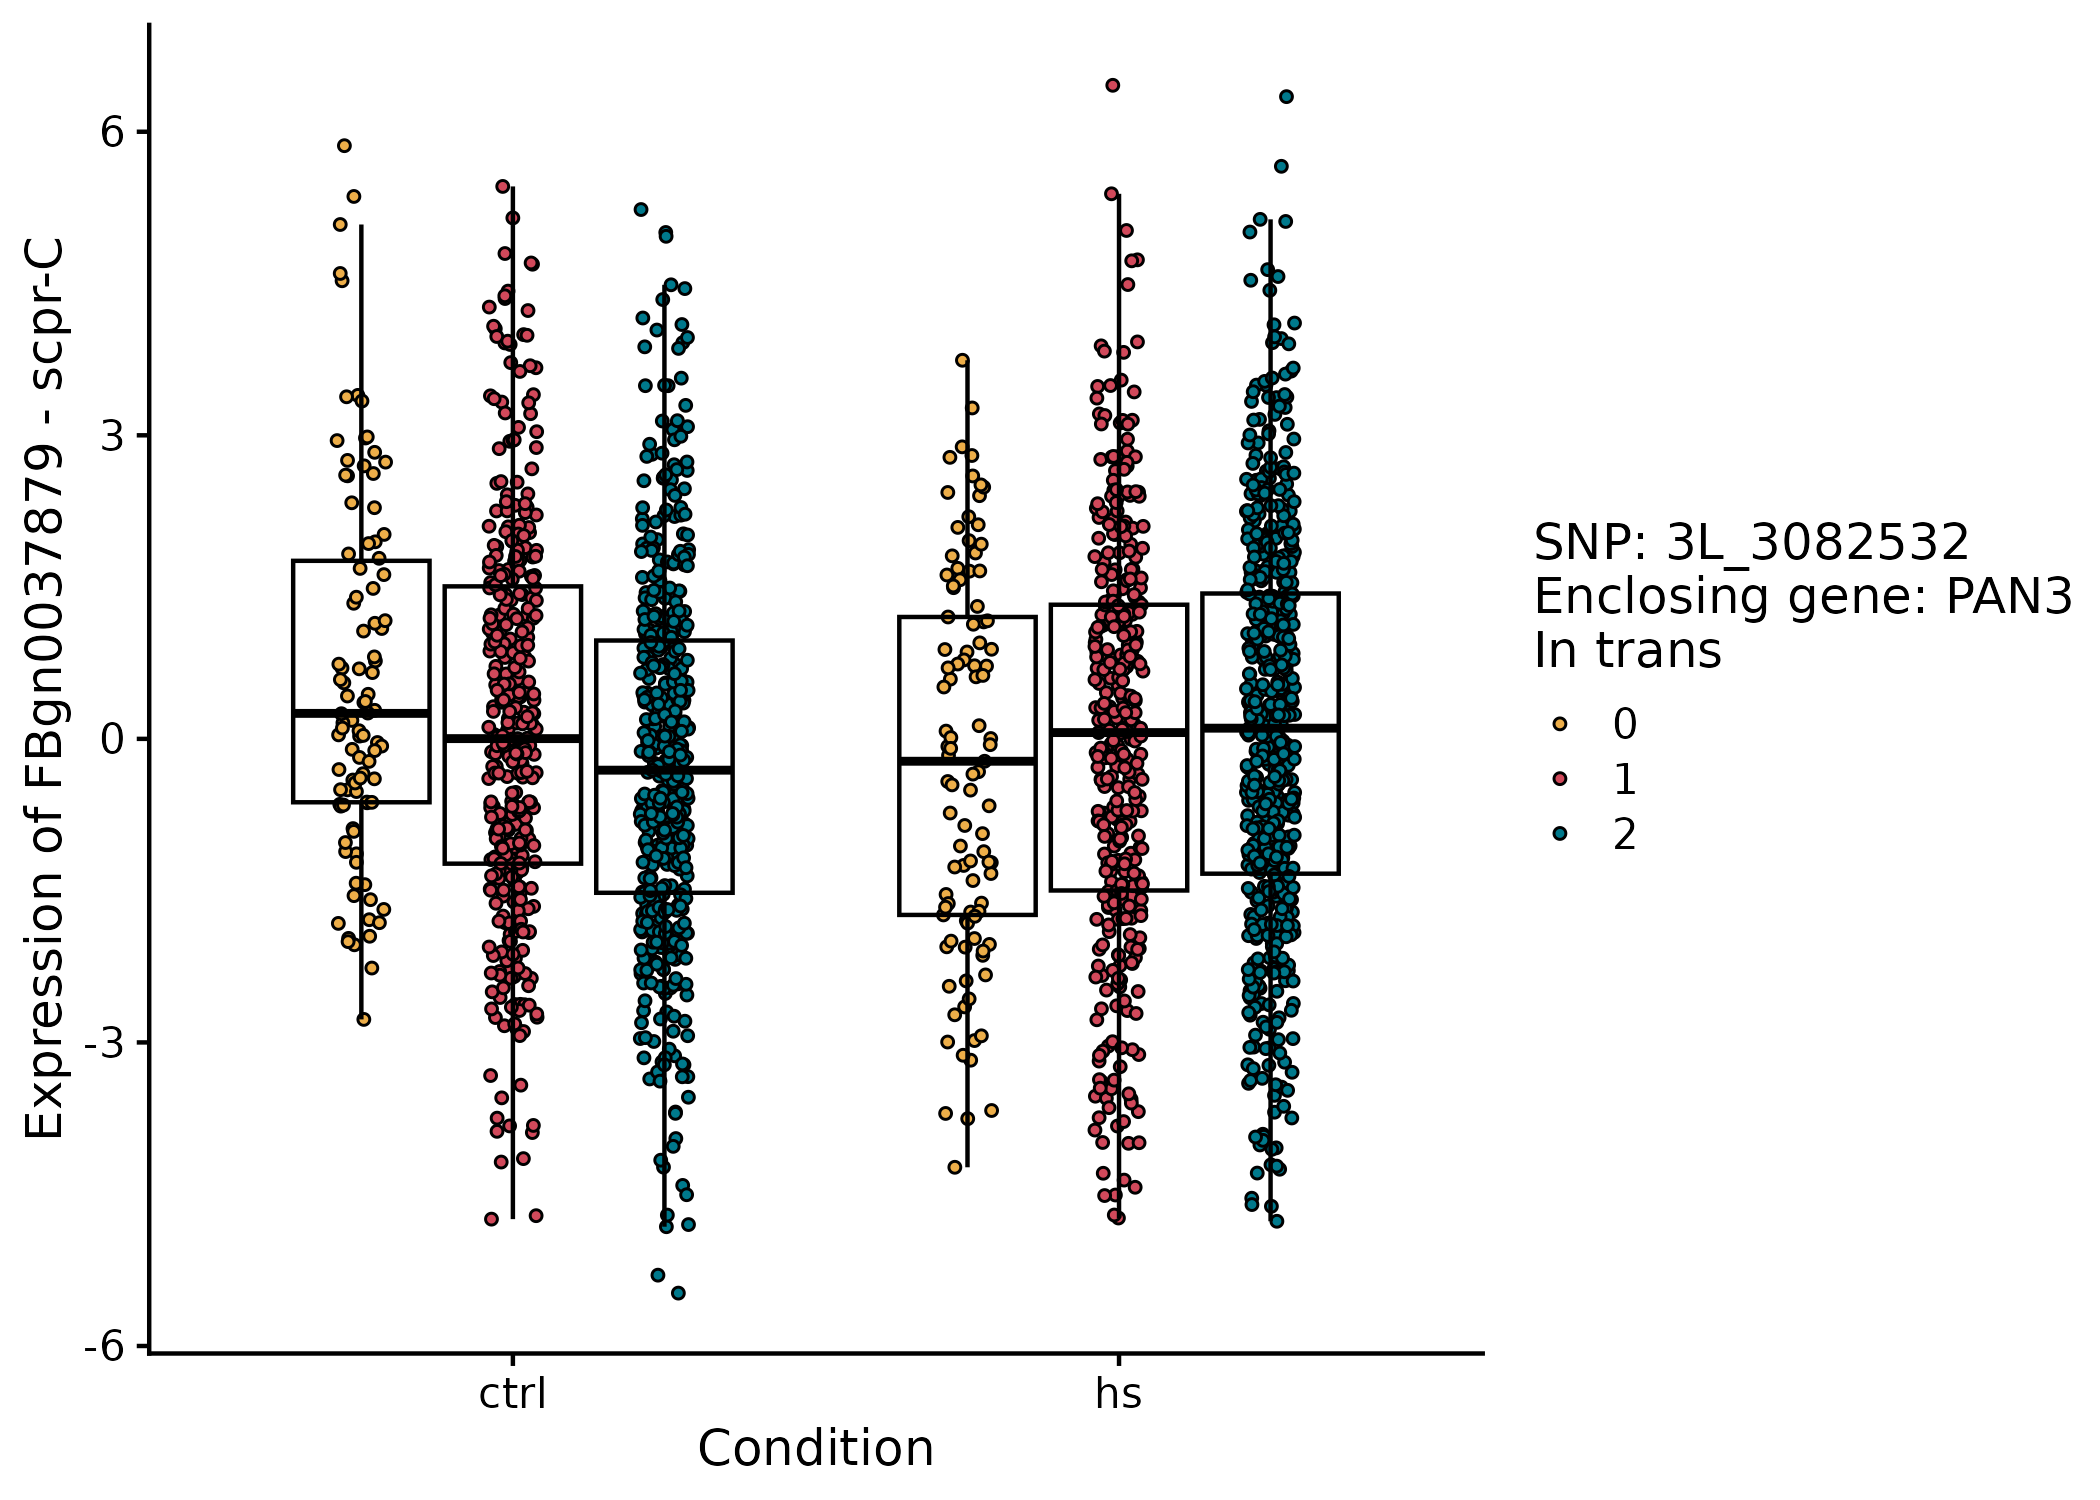 Expression of FBgn0037879 - scpr-C
6
3
0
-3
-6
ctrl
hs
Condition
SNP: 3L_3082532
Enclosing gene: PAN3
In trans
0
1
2